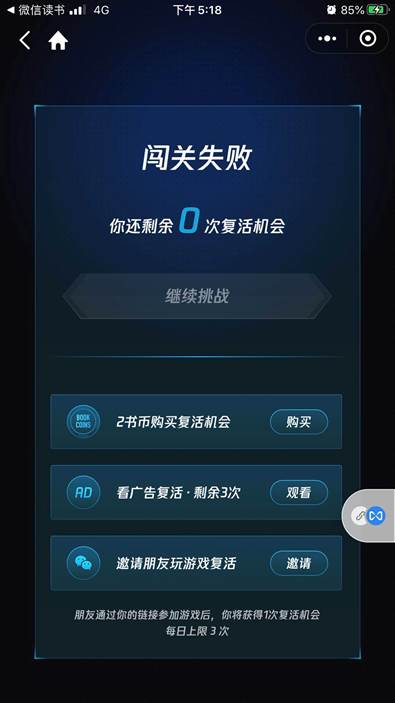 微信读书 4G 下午 5:18 85%
闯关失败
你还剩余 0 次复活机会
继续挑战
BOOK
COINS
2书币购买复活机会 购买
AD 看广告复活·剩余3次 观看
邀请朋友玩游戏复活 邀请
朋友通过你的链接参加游戏后，你将获得1次复活机会
每日上限 3 次